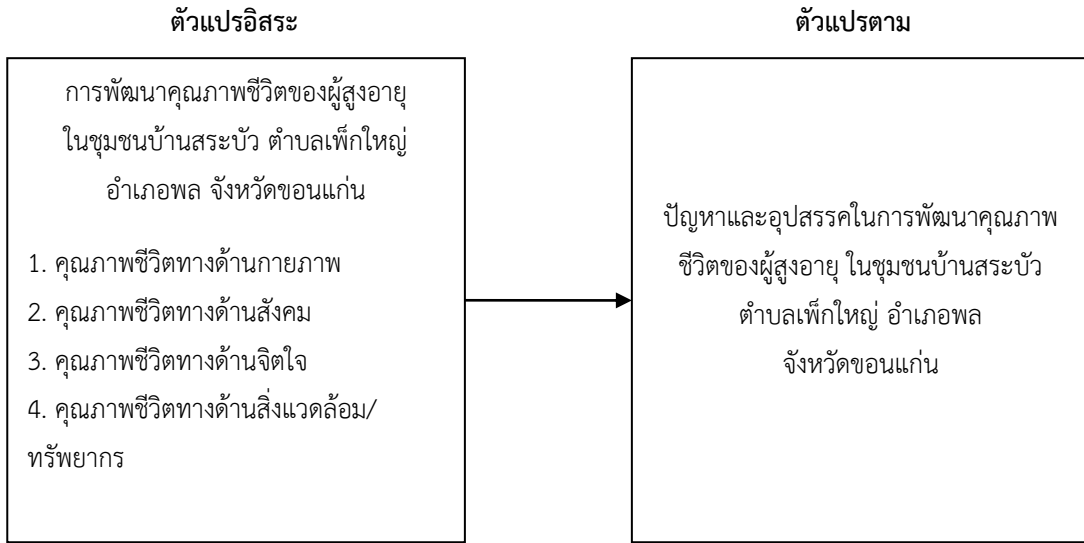 ตัวแปรอิสระ
การพัฒนาคุณภาพชีวิตของผู้สูงอายุ
ในชุมชนบ้านสระบัว ตำบลเพ็กใหญ่
อำเภอพล จังหวัดขอนแก่น
1. คุณภาพชีวิตทางด้านกายภาพ
2. คุณภาพชีวิตทางด้านสังคม
3. คุณภาพชีวิตทางด้านจิตใจ
4. คุณภาพชีวิตทางด้านสิ่งแวดล้อม/
ทรัพยากร
ตัวแปรตาม
ปัญหาและอุปสรรคในการพัฒนาคุณภาพ
ชีวิตของผู้สูงอายุ ในชุมชนบ้านสระบัว
ตำบลเพ็กใหญ่ อำเภอพล
จังหวัดขอนแก่น